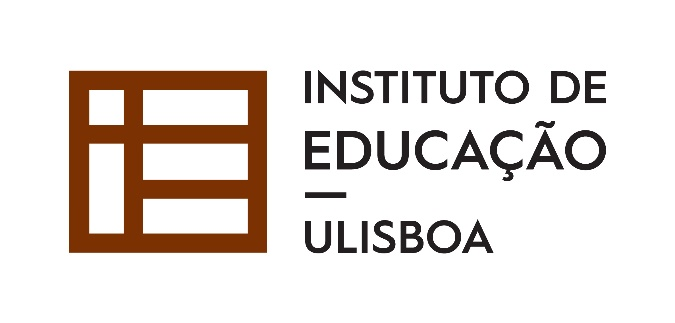 INSTITUTO DE
EDUCAÇÃO
—
ULISBOA